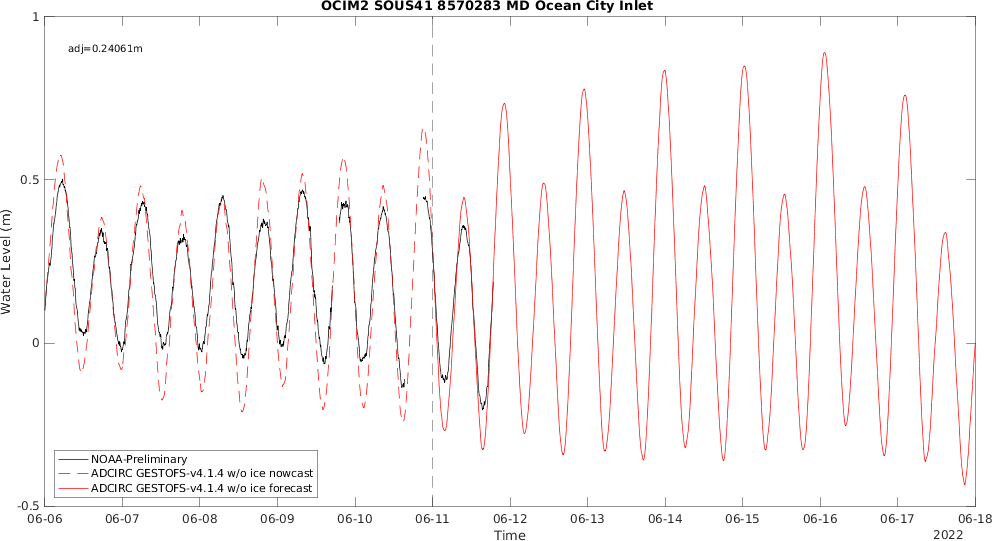 OCIM2 SOUS41 8570283 MD Ocean City Inlet
adj=0.24061m
Water Level (m)
1
0.5
0
-0.5
NOAA-Preliminary
ADCIRC GESTOFS-v4.1.4 w/o ice nowcast
ADCIRC GESTOFS-v4.1.4 w/o ice forecast
06-06 06-07 06-08 06-09 06-10 06-11 06-12 06-13 06-14 06-15 06-16 06-17 06-18
Time
2022